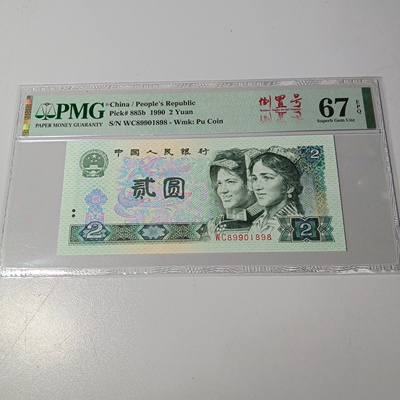 PMG
PAPER MONEY GUARANTY
China / People's Republic
Pick# 885b 1990 2 Yuan
S/N WC89901898 - Wmk: Pu Coin
倒置号
67 EPQ
Superb Gem Unc
中国人民银行
2
贰圆
WC89901898
2
2